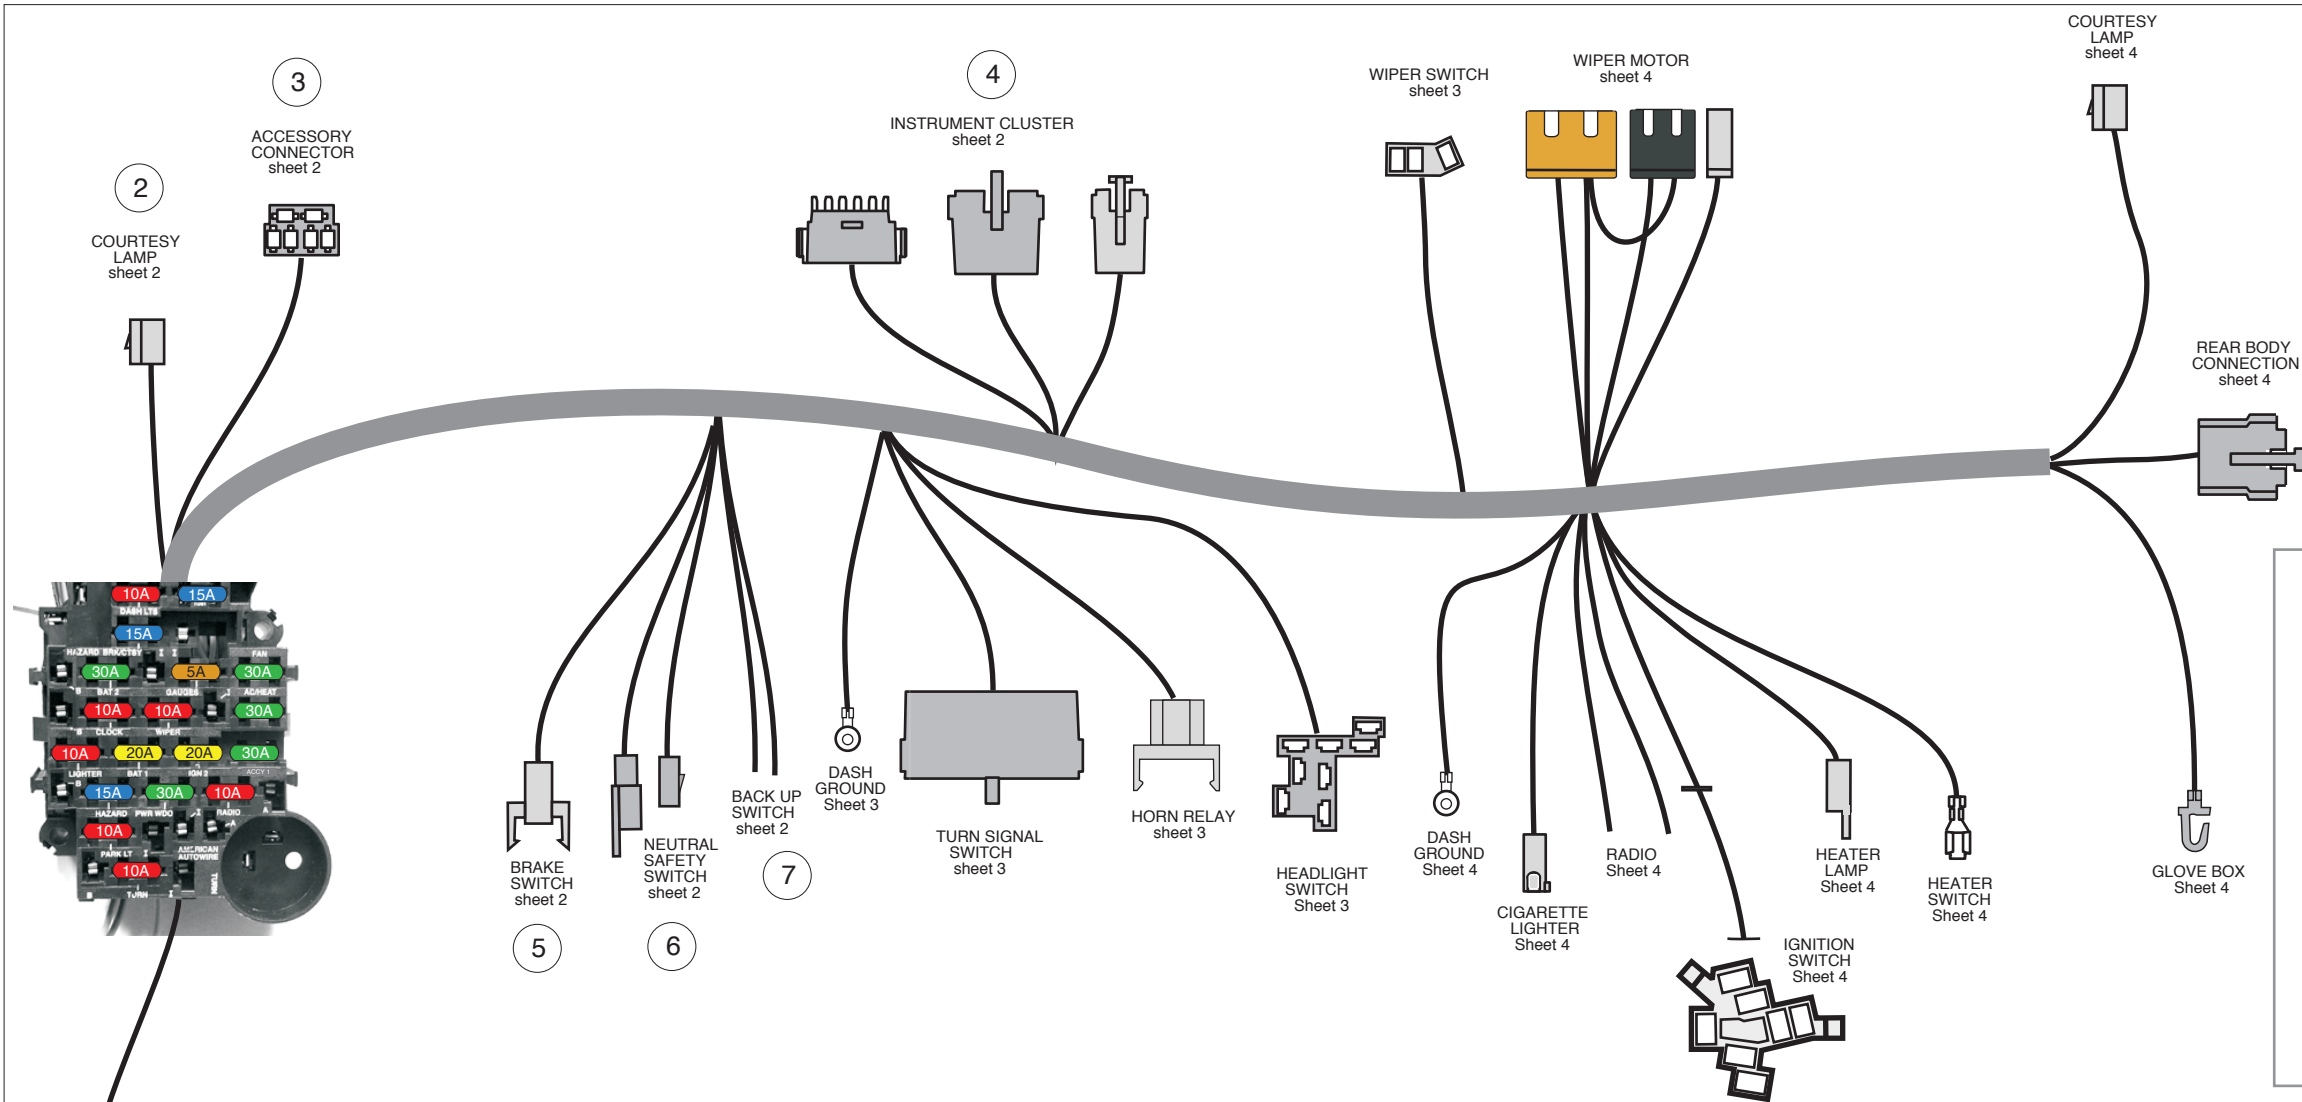 3
ACCESSORY
CONNECTOR
sheet 2
2
COURTESY
LAMP
sheet 2
4
INSTRUMENT CLUSTER
sheet 2
WIPER SWITCH
sheet 3
WIPER MOTOR
sheet 4
COURTESY
LAMP
sheet 4
REAR BODY
CONNECTION
sheet 4
10A 15A
DASH LTS
15A
HAZARD BRK/CTSY I I FAN
30A 5A 30A
B BAT 2 GAUGES I AC/HEAT
10A 10A 30A
B CLOCK WIPER
10A 20A 20A 30A
LIGHTER BAT 1 IGN 2 ACCY 1
B
15A 30A 10A
HAZARD PWR WDO I RADIO A
10A A
PARK LT I AMERICAN
AUTOWIRE
10A
B TURN I TURN
BRAKE
SWITCH
sheet 2
5
NEUTRAL
SAFETY
SWITCH
sheet 2
6
BACK UP
SWITCH
sheet 2
7
DASH
GROUND
Sheet 3
TURN SIGNAL
SWITCH
sheet 3
HORN RELAY
sheet 3
HEADLIGHT
SWITCH
Sheet 3
DASH
GROUND
Sheet 4
CIGARETTE
LIGHTER
Sheet 4
RADIO
Sheet 4
IGNITION
SWITCH
Sheet 4
HEATER
LAMP
Sheet 4
HEATER
SWITCH
Sheet 4
GLOVE BOX
Sheet 4